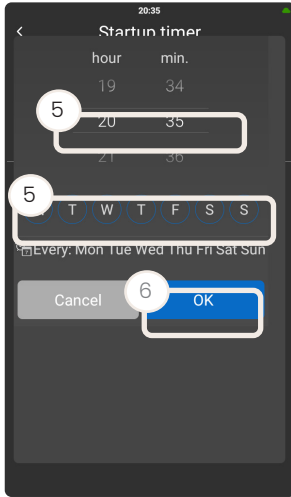 20:35
< Startup timer
hour min.
19 34
5
20 35
21 36
5
T W T F S S
Every: Mon Tue Wed Thu Fri Sat Sun
Cancel 6 OK